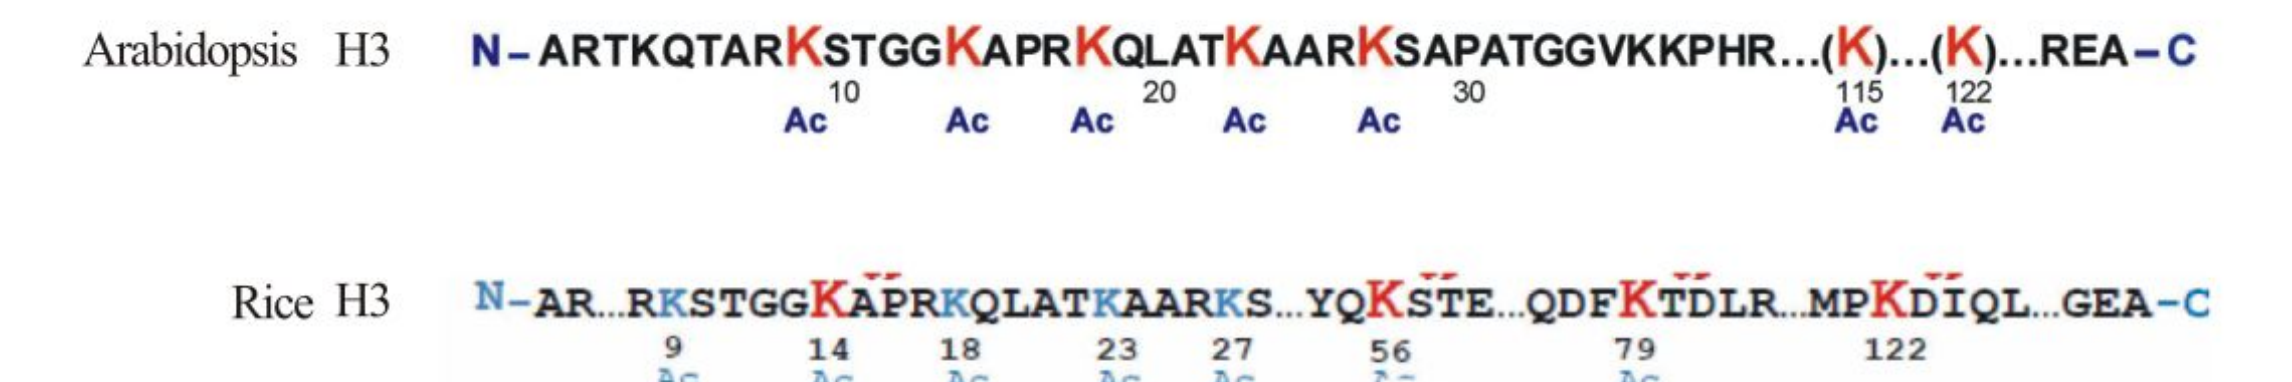 Arabidopsis H3 N–ARTKQTARKSTGGKAPRKQLATKAARKSAPATGGVKKPHR...(K)...(K)...REA–C
10 20 30 115 122
Ac Ac Ac Ac Ac Ac Ac
Rice H3 N–AR...RKSTGGKAPRKQLATKAARKS...YQKSTE...QDFKTDLR...MPKDIQL...GEA–C
9 14 18 23 27 56 79 122